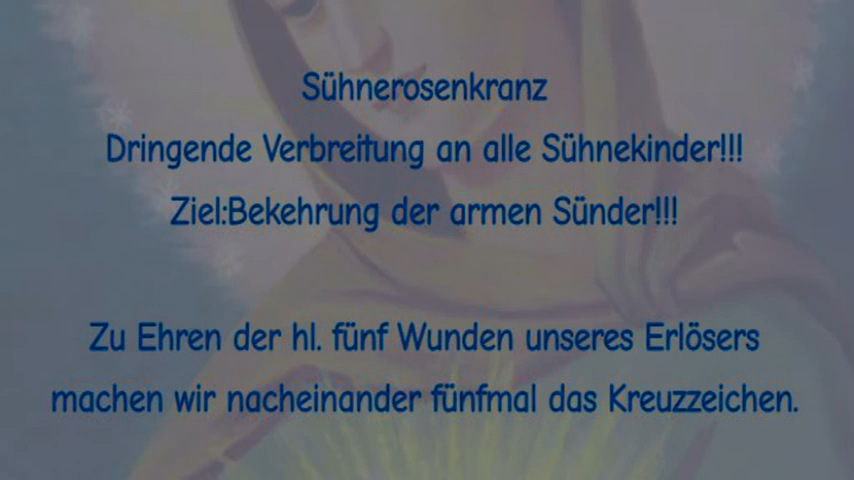 Sühnerosenkranz
Dringende Verbreitung an alle Sühnekinder!!!
Ziel:Bekehrung der armen Sünder!!!
Zu Ehren der hl. fünf Wunden unseres Erlösers
machen wir nacheinander fünfmal das Kreuzzeichen.